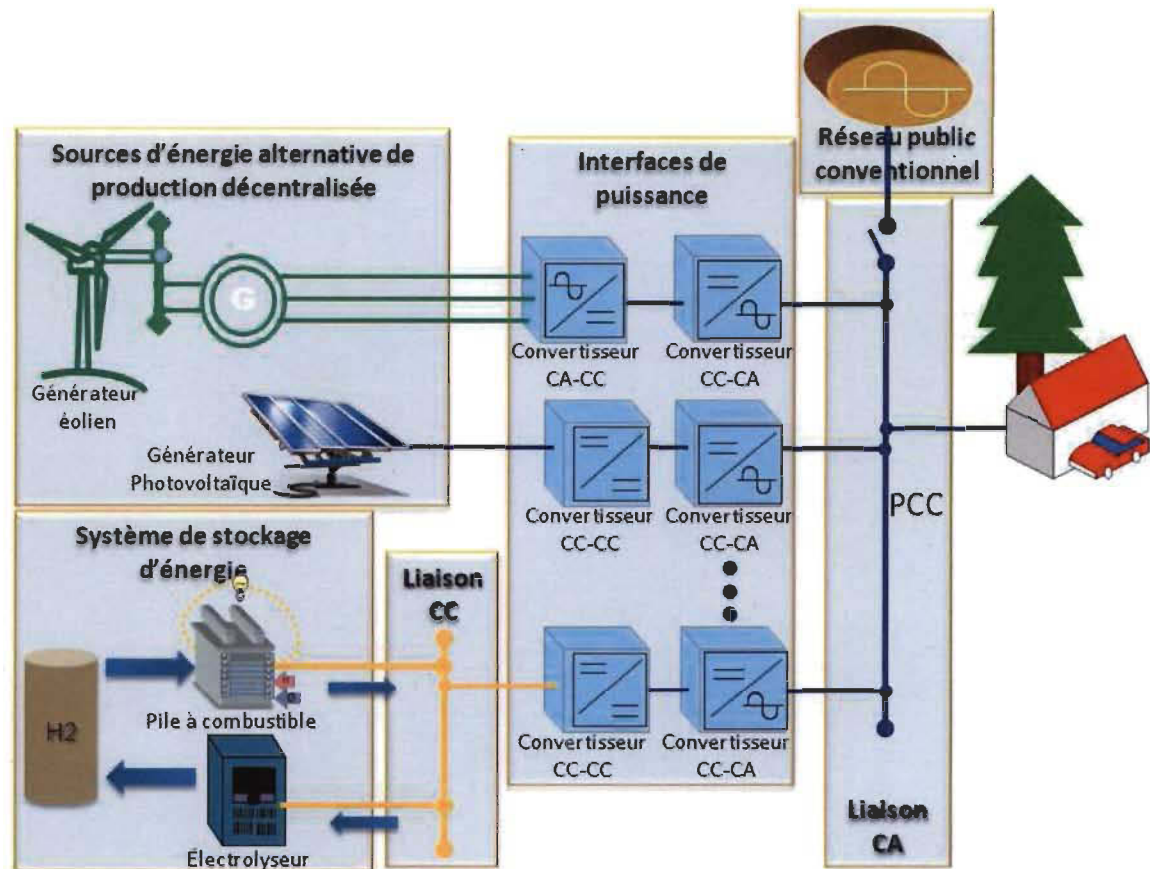 Réseau public
conventionnel
Sources d'énergie alternative de
production décentralisée
G
Générateur
éolien
Générateur
Photovoltaïque
Interfaces de
puissance
Convertisseur
CA-CC
Convertisseur
CC-CA
Convertisseur
CC-CC
Convertisseur
CC-CA
Convertisseur
CC-CC
Convertisseur
CC-CA
PCC
Liaison
CA
Système de stockage
d'énergie
H2
Pile à combustible
Électrolyseur
Liaison
CC